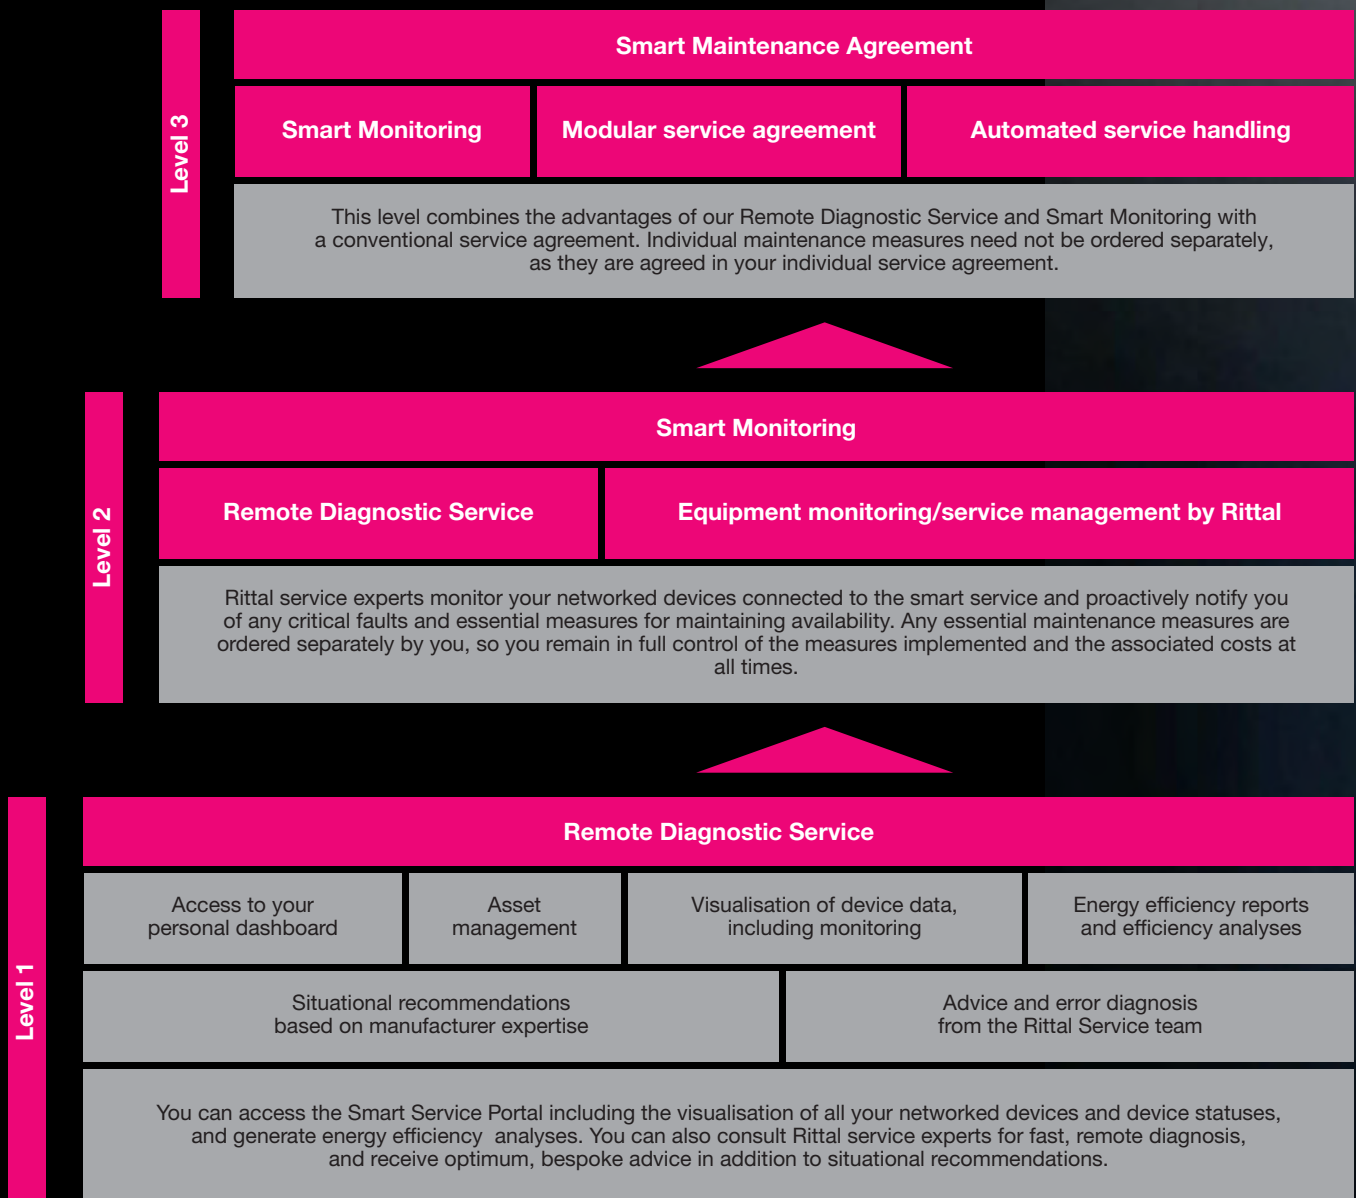 Level 3
Smart Maintenance Agreement
Smart Monitoring
Modular service agreement
Automated service handling
This level combines the advantages of our Remote Diagnostic Service and Smart Monitoring with
a conventional service agreement. Individual maintenance measures need not be ordered separately,
as they are agreed in your individual service agreement.
Level 2
Smart Monitoring
Remote Diagnostic Service
Equipment monitoring/service management by Rittal
Rittal service experts monitor your networked devices connected to the smart service and proactively notify you
of any critical faults and essential measures for maintaining availability. Any essential maintenance measures are
ordered separately by you, so you remain in full control of the measures implemented and the associated costs at
all times.
Level 1
Remote Diagnostic Service
Access to your
personal dashboard
Asset
management
Visualisation of device data,
including monitoring
Energy efficiency reports
and efficiency analyses
Situational recommendations
based on manufacturer expertise
Advice and error diagnosis
from the Rittal Service team
You can access the Smart Service Portal including the visualisation of all your networked devices and device statuses,
and generate energy efficiency analyses. You can also consult Rittal service experts for fast, remote diagnosis,
and receive optimum, bespoke advice in addition to situational recommendations.